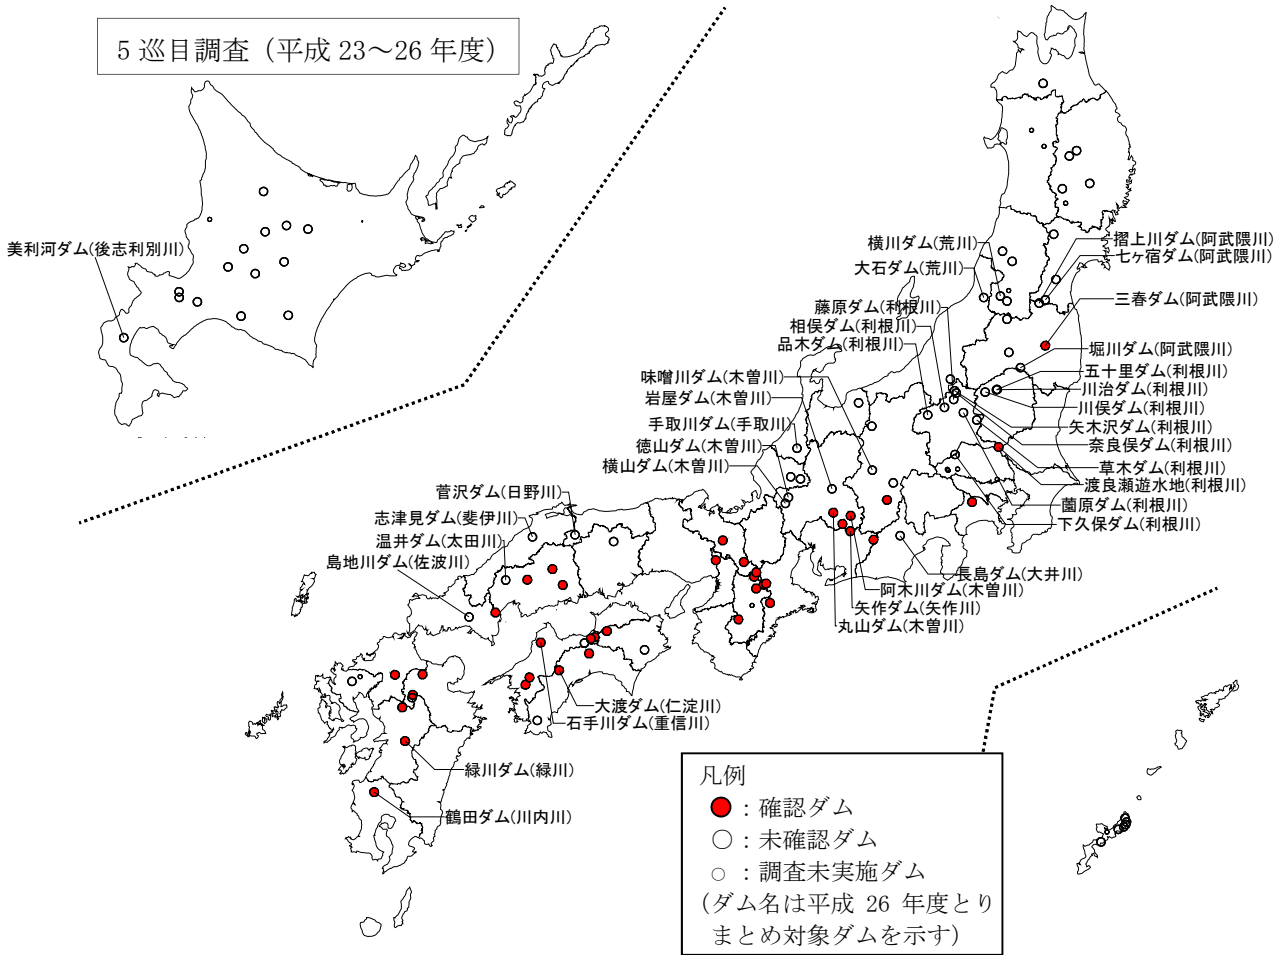 5 巡目調査（平成 23～26 年度）
美利河ダム(後志利別川)
横川ダム(荒川)
大石ダム(荒川)
藤原ダム(利根川)
相俣ダム(利根川)
品木ダム(利根川)
味噌川ダム(木曽川)
岩屋ダム(木曽川)
手取川ダム(手取川)
徳山ダム(木曽川)
横山ダム(木曽川)
菅沢ダム(日野川)
志津見ダム(斐伊川)
温井ダム(太田川)
島地川ダム(佐波川)
摺上川ダム(阿武隈川)
七ヶ宿ダム(阿武隈川)
三春ダム(阿武隈川)
堀川ダム(阿武隈川)
五十里ダム(利根川)
川治ダム(利根川)
川俣ダム(利根川)
矢木沢ダム(利根川)
奈良俣ダム(利根川)
草木ダム(利根川)
渡良瀬遊水地(利根川)
薗原ダム(利根川)
下久保ダム(利根川)
長島ダム(大井川)
阿木川ダム(木曽川)
矢作ダム(矢作川)
丸山ダム(木曽川)
大渡ダム(仁淀川)
石手川ダム(重信川)
緑川ダム(緑川)
鶴田ダム(川内川)
凡例
：確認ダム
：未確認ダム
：調査未実施ダム
(ダム名は平成 26 年度とり
まとめ対象ダムを示す)